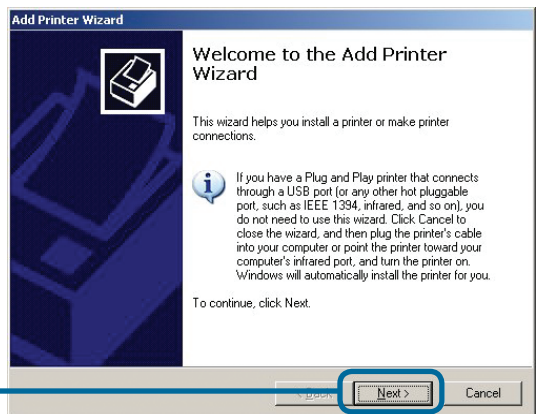 Add Printer Wizard
Welcome to the Add Printer
Wizard
This wizard helps you install a printer or make printer
connections.
If you have a Plug and Play printer that connects
through a USB port (or any other hot pluggable
port, such as IEEE 1394, infrared, and so on), you
do not need to use this wizard. Click Cancel to
close the wizard, and then plug the printer's cable
into your computer or point the printer toward your
computer's infrared port, and turn the printer on.
Windows will automatically install the printer for you.
To continue, click Next.
< Back Next > Cancel